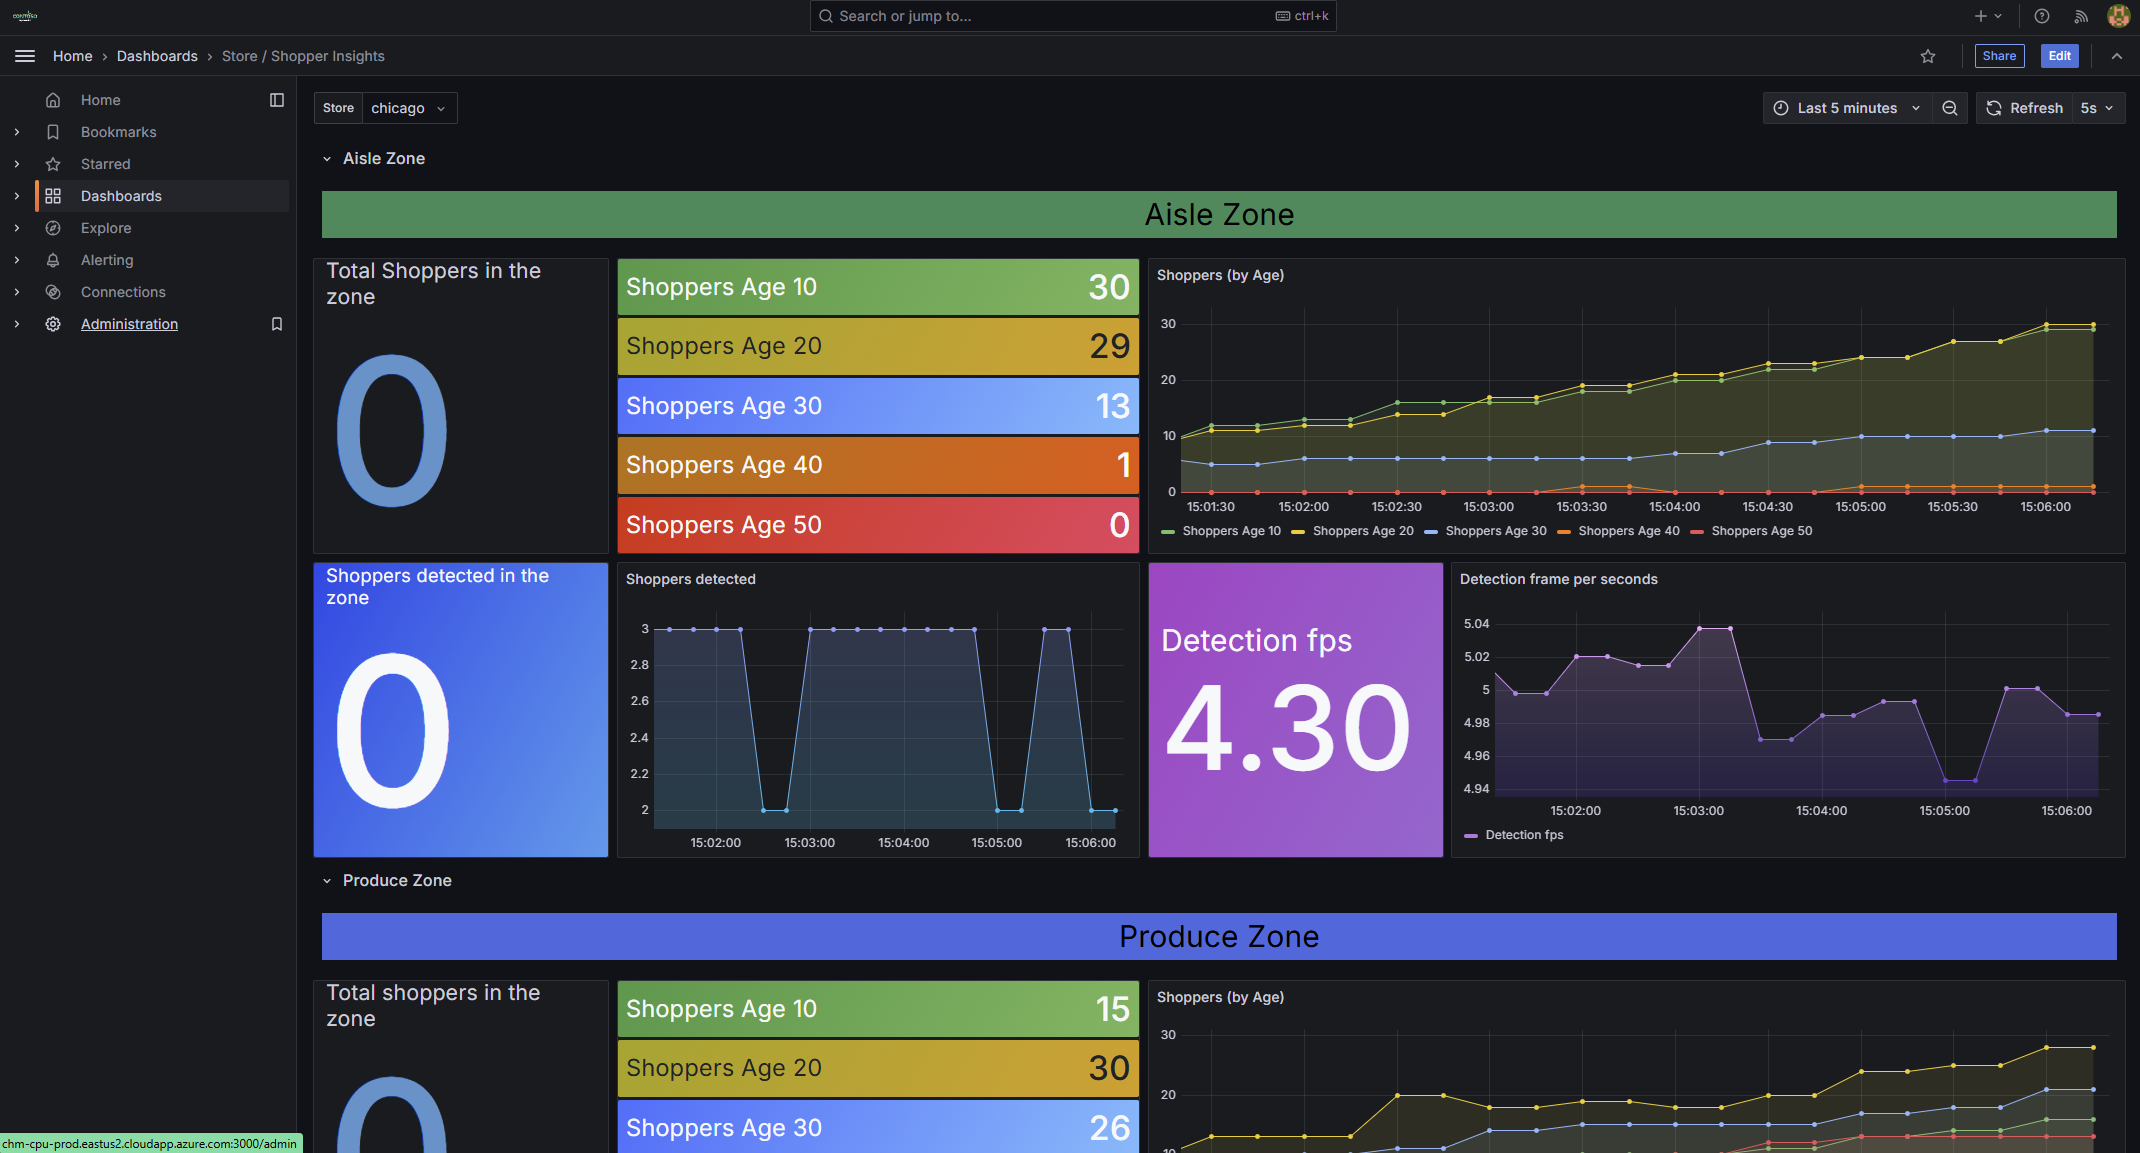 CONTOSO
Search or jump to...
ctrl+k
Home › Dashboards › Store / Shopper Insights
Share
Edit
Home
Bookmarks
Starred
Dashboards
Explore
Alerting
Connections
Administration
Store chicago
Last 5 minutes
Refresh 5s
Aisle Zone
Aisle Zone
Total Shoppers in the
zone
0
Shoppers Age 10 30
Shoppers Age 20 29
Shoppers Age 30 13
Shoppers Age 40 1
Shoppers Age 50 0
Shoppers (by Age)
30
20
10
0
15:01:30 15:02:00 15:02:30 15:03:00 15:03:30 15:04:00 15:04:30 15:05:00 15:05:30 15:06:00
Shoppers Age 10 Shoppers Age 20 Shoppers Age 30 Shoppers Age 40 Shoppers Age 50
Shoppers detected in the
zone
0
Shoppers detected
3
2.8
2.6
2.4
2.2
2
15:02:00 15:03:00 15:04:00 15:05:00 15:06:00
Detection fps
4.30
Detection frame per seconds
5.04
5.02
5
4.98
4.96
4.94
15:02:00 15:03:00 15:04:00 15:05:00 15:06:00
Detection fps
Produce Zone
Produce Zone
Total shoppers in the
zone
0
Shoppers Age 10 15
Shoppers Age 20 30
Shoppers Age 30 26
Shoppers (by Age)
30
20
10
chm-cpu-prod.eastus2.cloudapp.azure.com:3000/admin